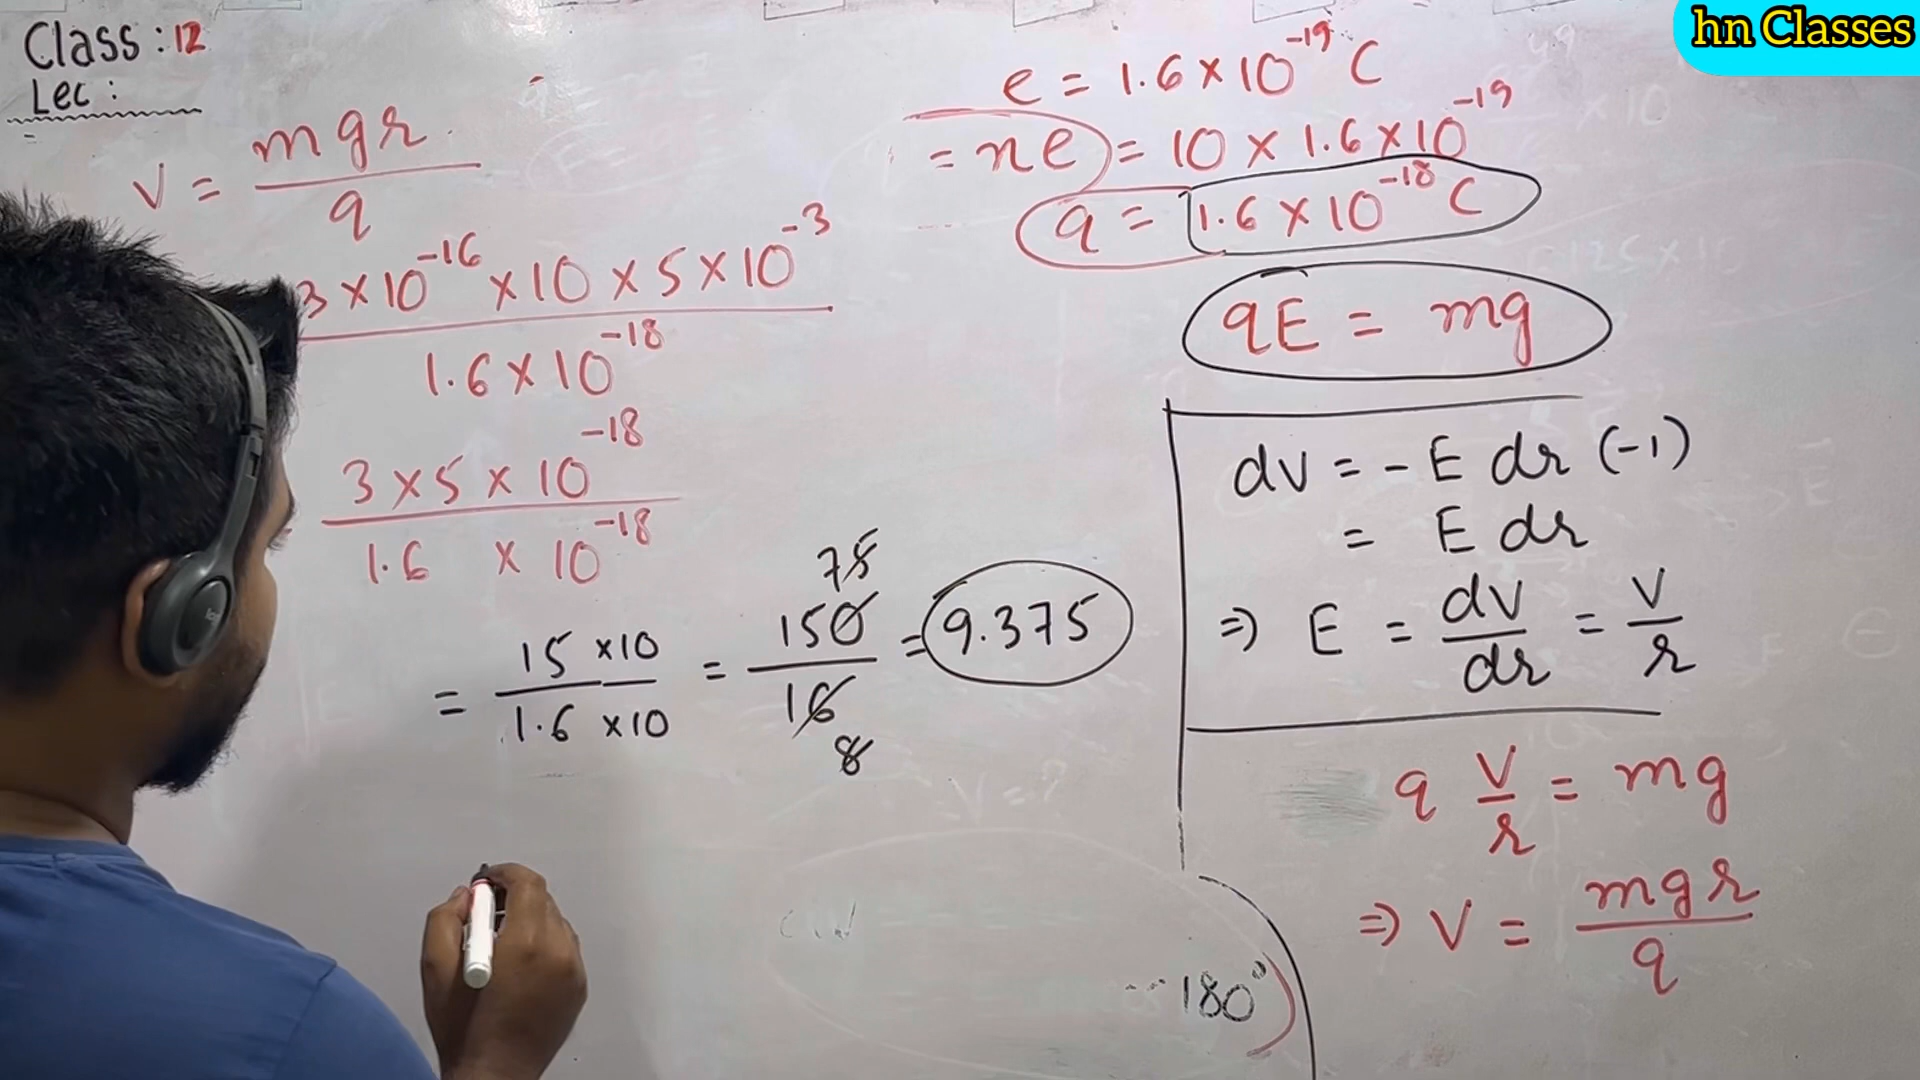 hn Classes
Class : 12
Lec :
V = mgr / q
3 × 10^-16 × 10 × 5 × 10^-3 / 1.6 × 10^-18
3 × 5 × 10^-18 / 1.6 × 10^-18
= 15 × 10 / 1.6 × 10 = 150 / 16 = 9.375
75
8
e = 1.6 × 10^-19 C
= ne = 10 × 1.6 × 10^-19
q = 1.6 × 10^-18 C
qE = mg
dv = - E dr (-1)
= E dr
⇒ E = dv / dr = V / r
q V / r = mg
⇒ V = mgr / q
180°